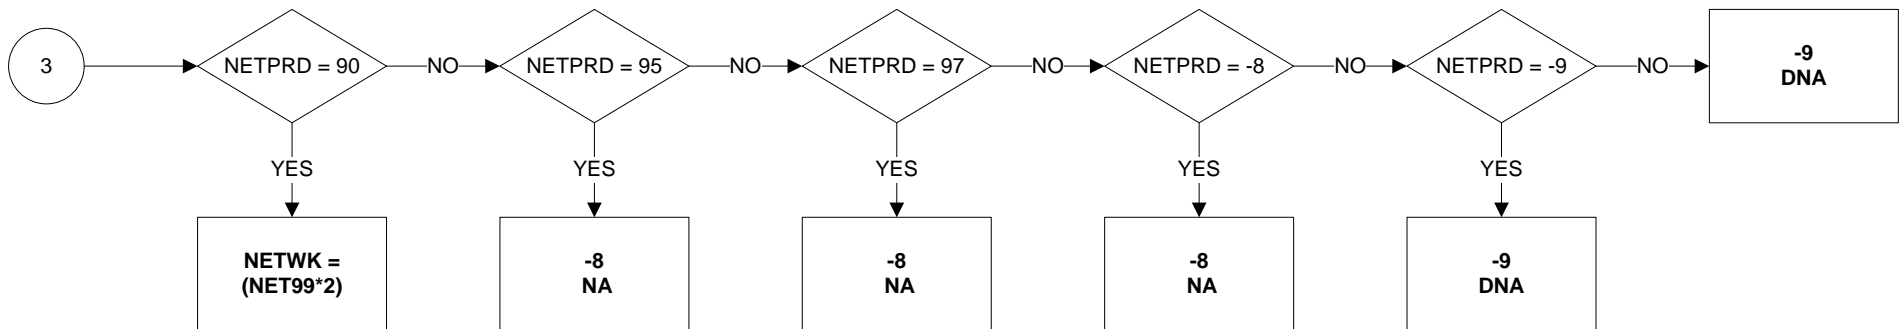 3
NETPRD = 90
NO
NETPRD = 95
NO
NETPRD = 97
NO
NETPRD = -8
NO
NETPRD = -9
NO
-9
DNA
YES
YES
YES
YES
YES
NETWK =
(NET99*2)
-8
NA
-8
NA
-8
NA
-9
DNA